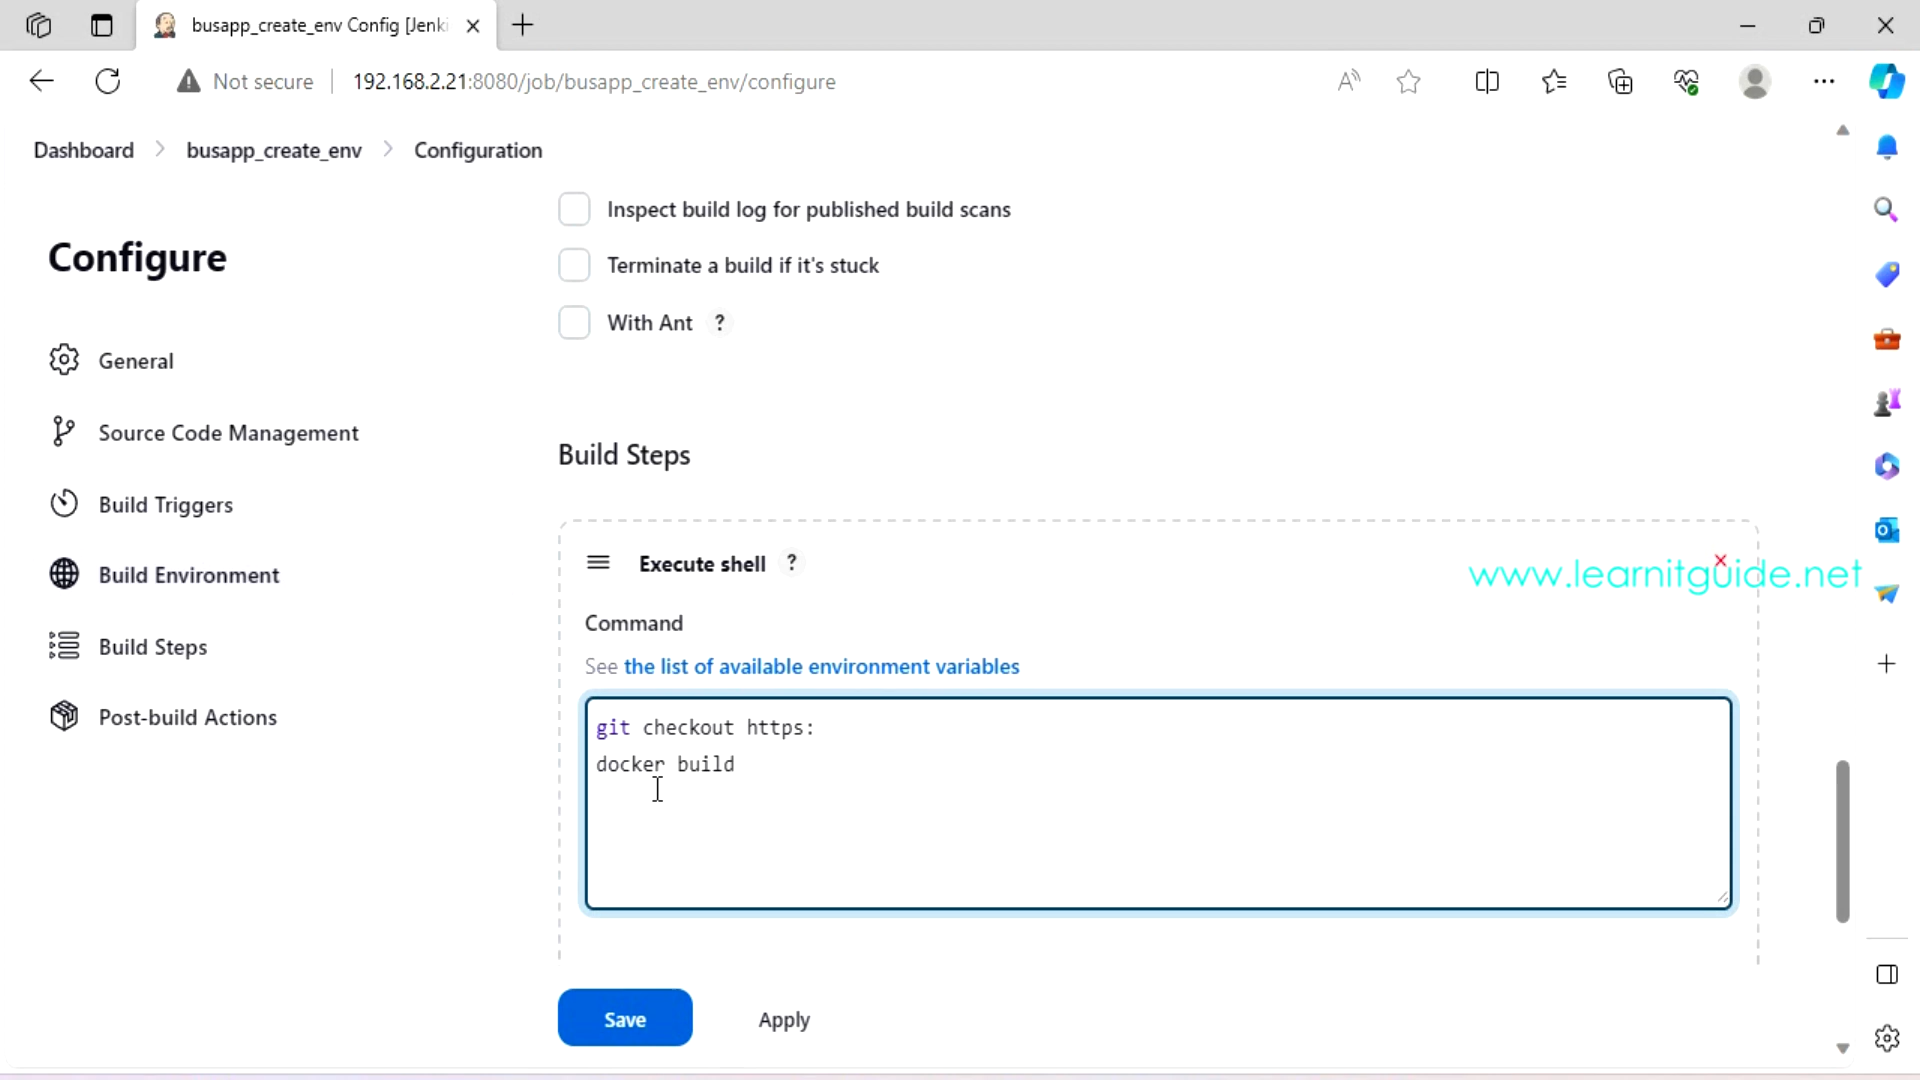 busapp_create_env Config [Jenki
Not secure
192.168.2.21:8080/job/busapp_create_env/configure
Dashboard
busapp_create_env
Configuration
Inspect build log for published build scans
Configure
Terminate a build if it's stuck
With Ant ?
General
Source Code Management
Build Steps
Build Triggers
Execute shell ?
www.learnitguide.net
Build Environment
Command
Build Steps
See the list of available environment variables
Post-build Actions
git checkout https:
docker build
Save
Apply